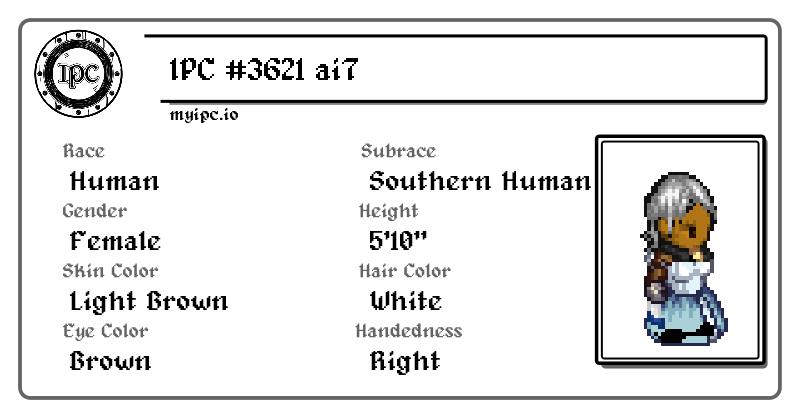 IPC
IPC #3621 ai7
myipc.io
Race
Subrace
Human
Southern Human
Gender
Height
Female
5'10"
Skin Color
Hair Color
Light Brown
White
Eye Color
Handedness
Brown
Right